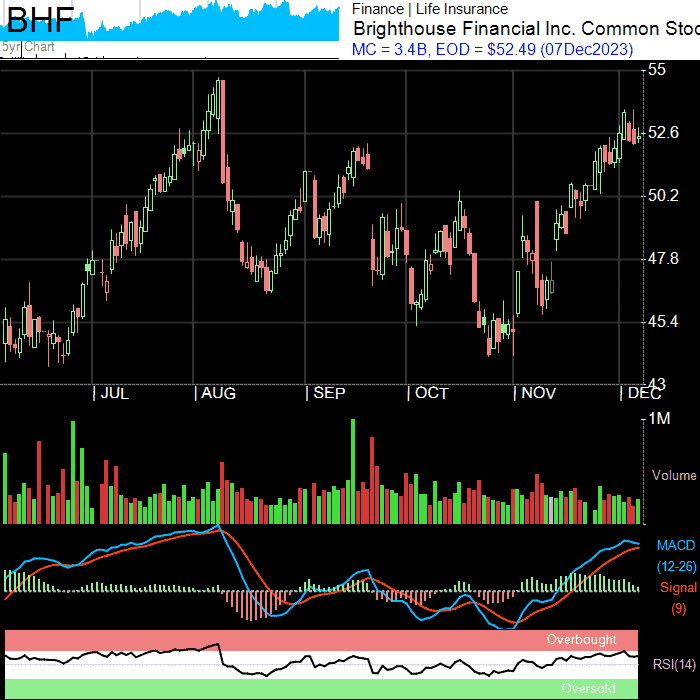 BHF
5yr Chart
Finance | Life Insurance
Brighthouse Financial Inc. Common Stoc
MC = 3.4B, EOD = $52.49 (07Dec2023)
55
52.6
50.2
47.8
45.4
43
| JUL | AUG | SEP | OCT | NOV | DEC
1M
Volume
MACD
(12-26)
Signal
(9)
Overbought
RSI(14)
Oversold